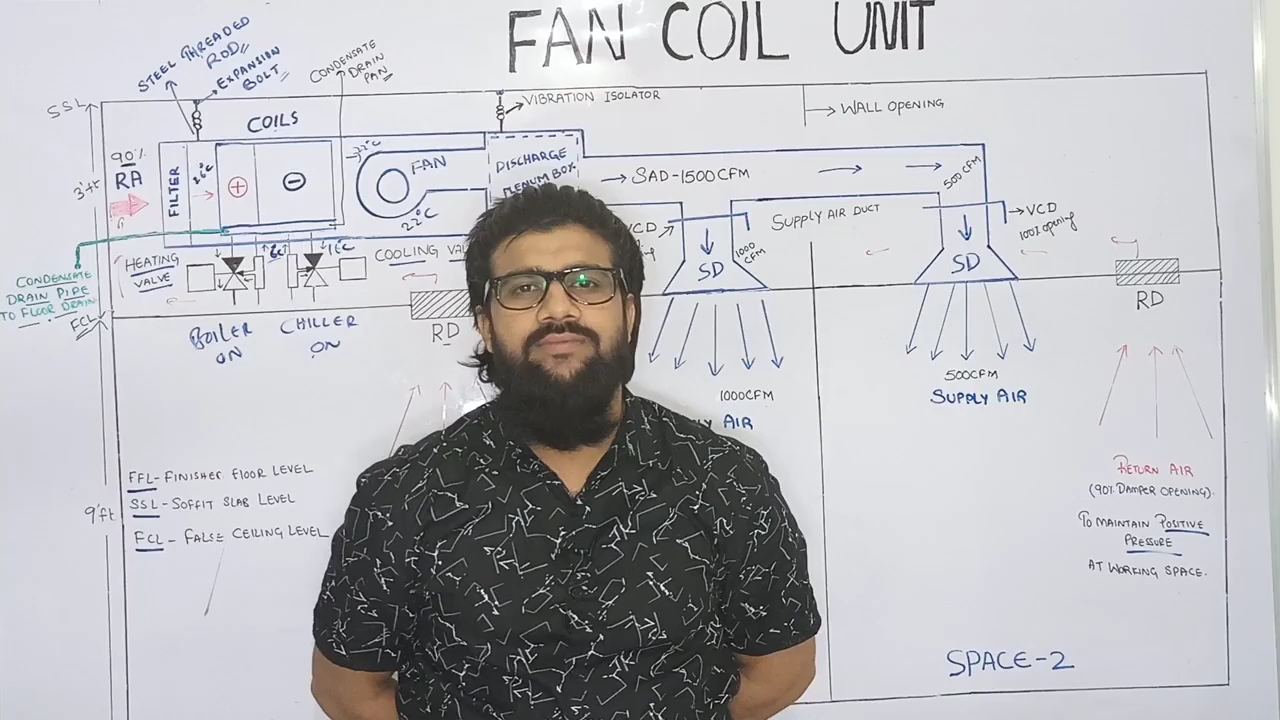 FAN COIL UNIT
STEEL THREADED
ROD //
EXPANSION
BOLT //
CONDENSATE
DRAIN
PAN
SSL
COILS
VIBRATION ISOLATOR
WALL OPENING
90%
RA
FILTER
+
-
FAN
22°C
DISCHARGE
PLENUM BOX
SAD-1500CFM
500 CFM
3'ft
SUPPLY AIR DUCT
VCD
100% opening
VCD
1000
CFM
SD
SD
HEATING
VALVE
COOLING VA
CONDENSATE
DRAIN PIPE
TO FLOOR DRAIN
FCL
BOILER
ON
CHILLER
ON
RD
RD
1000CFM
AIR
500CFM
SUPPLY AIR
FFL- FINISHER FLOOR LEVEL
SSL - SOFFIT SLAB LEVEL
FCL - FALSE CEILING LEVEL
9'ft
RETURN AIR
(90% DAMPER OPENING).
TO MAINTAIN POSITIVE
PRESSURE
AT WORKING SPACE.
SPACE-2